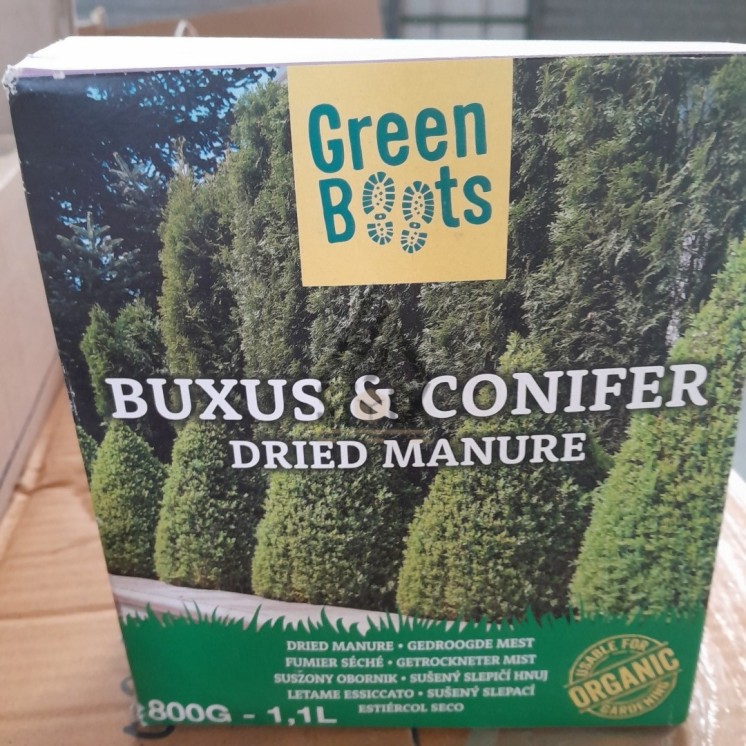 Green
Boots
BUXUS & CONIFER
DRIED MANURE
DRIED MANURE • GEDROOGDE MEST
FUMIER SÉCHÉ • GETROCKNETER MIST
SUSZONY OBORNIK • SUŠENÝ SLEPIČÍ HNUJ
LETAME ESSICCATO • SUŠENÝ SLEPACÍ
ESTIÉRCOL SECO
800G - 1,1L
USABLE FOR
ORGANIC
GARDENING